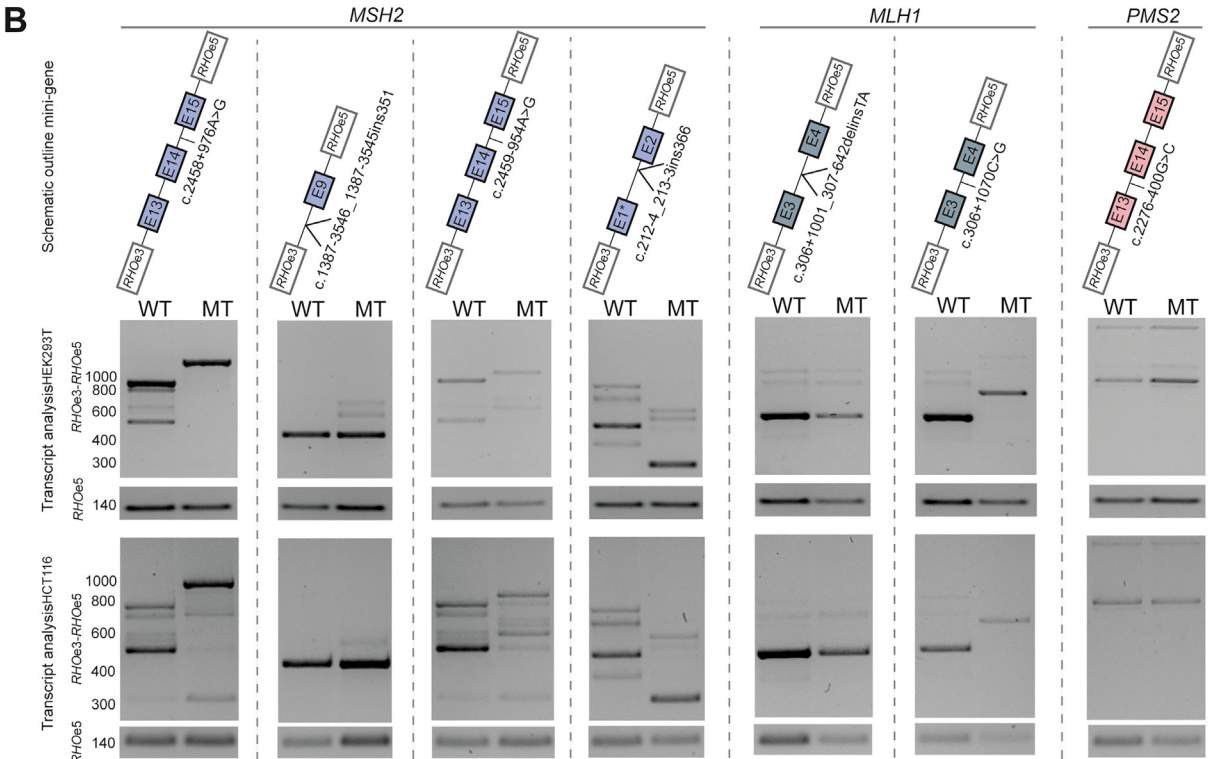 B
MSH2
MLH1
PMS2
Schematic outline mini-gene
RHOe3
E13
E14
E15
RHOe5
c.2458+976A>G
RHOe3
E9
RHOe5
c.1387-3546_1387-3545ins351
RHOe3
E13
E14
E15
RHOe5
c.2459-954A>G
RHOe3
E1*
E2
RHOe5
c.212-4_213-3ins366
RHOe3
E3
E4
RHOe5
c.306+1001_307-642delinsTA
RHOe3
E3
E4
RHOe5
c.306+1070C>G
RHOe3
E13
E14
E15
RHOe5
c.2276-400G>C
WT MT WT MT WT MT WT MT WT MT WT MT WT MT
Transcript analysisHEK293T
RHOe3-RHOe5
1000
800
600
400
300
RHOe5
140
Transcript analysisHCT116
RHOe3-RHOe5
1000
800
600
400
300
RHOe5
140